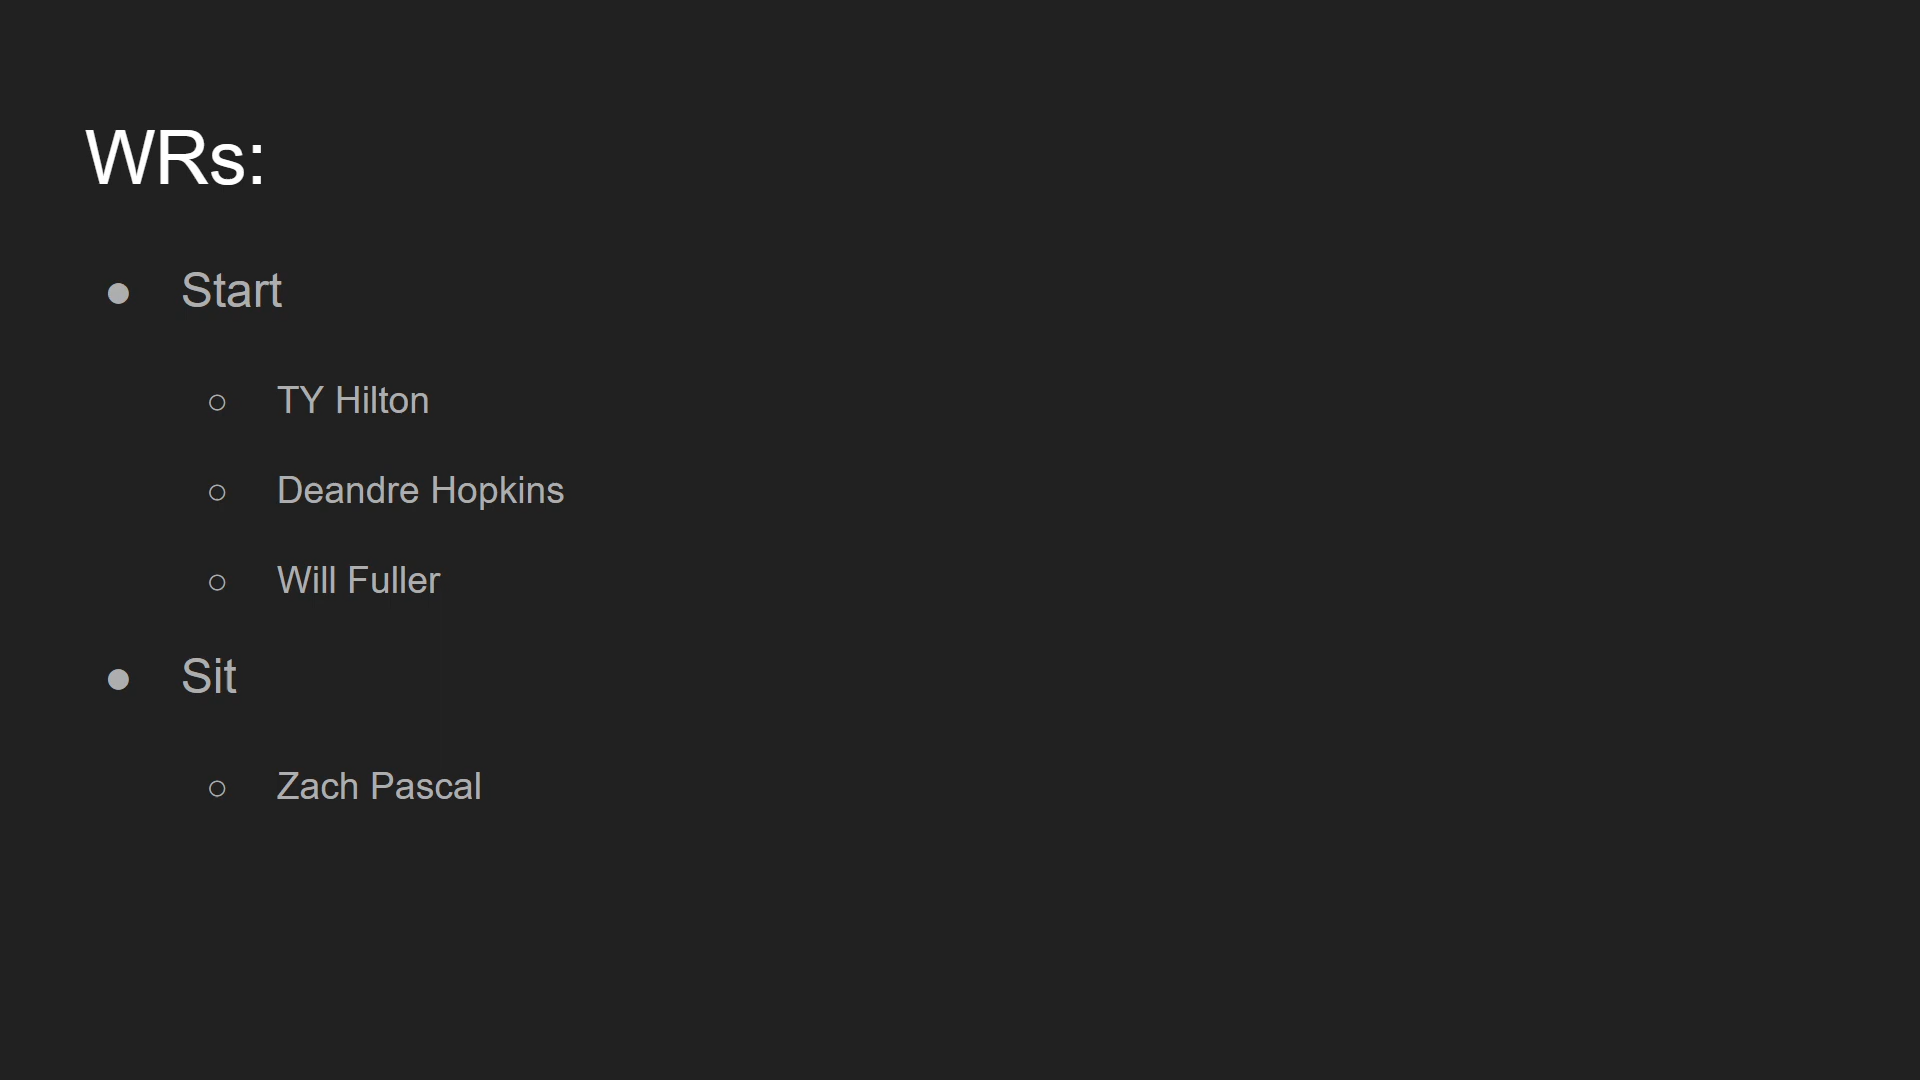 WRs:
● Start
○ TY Hilton
○ Deandre Hopkins
○ Will Fuller
● Sit
○ Zach Pascal